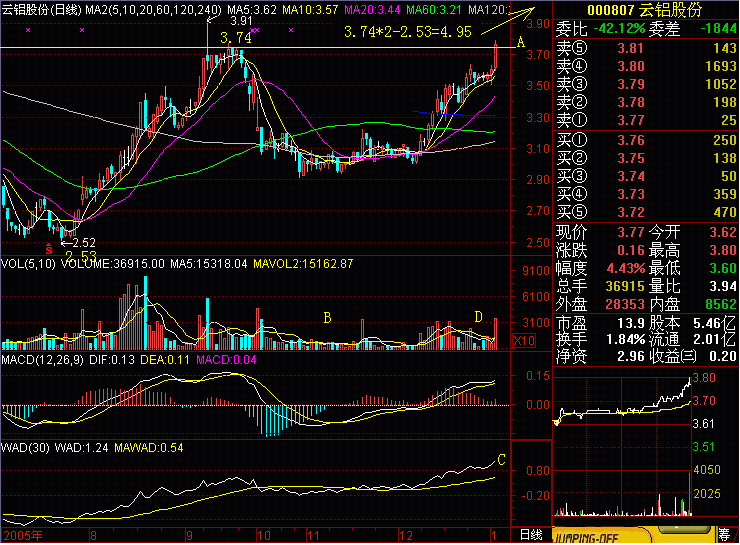 云铝股份(日线) MA2(5,10,20,60,120,240) MA5:3.62 MA10:3.57 MA20:3.44 MA60:3.21 MA120:
3.91
3.74
3.74*2-2.53=4.95
A
3.90
3.70
3.50
3.30
3.10
2.90
2.70
2.50
2.52
2.53
ŝ
VOL(5,10) VOLUME:36915.00 MA5:15318.04 MAVOL2:15162.87
B
D
9100
6100
3100
X10
MACD(12,26,9) DIF:0.13 DEA:0.11 MACD:0.04
0.15
0.00
WAD(30) WAD:1.24 MAWAD:0.54
C
0.80
-0.20
2005年 8 9 10 11 12 1 日线
000807 云铝股份
委比 -42.12% 委差 -1844
卖⑤ 3.81 143
卖④ 3.80 1693
卖③ 3.79 1052
卖② 3.78 198
卖① 3.77 25
买① 3.76 250
买② 3.75 138
买③ 3.74 50
买④ 3.73 359
买⑤ 3.72 470
现价 3.77 今开 3.62
涨跌 0.16 最高 3.80
幅度 4.43% 最低 3.60
总手 36915 量比 3.94
外盘 28353 内盘 8562
市盈 13.9 股本 5.46亿
换手 1.84% 流通 2.01亿
净资 2.96 收益㈢ 0.20
3.80
3.70
3.61
3.51
4050
2025
JUMPING-OFF
筹